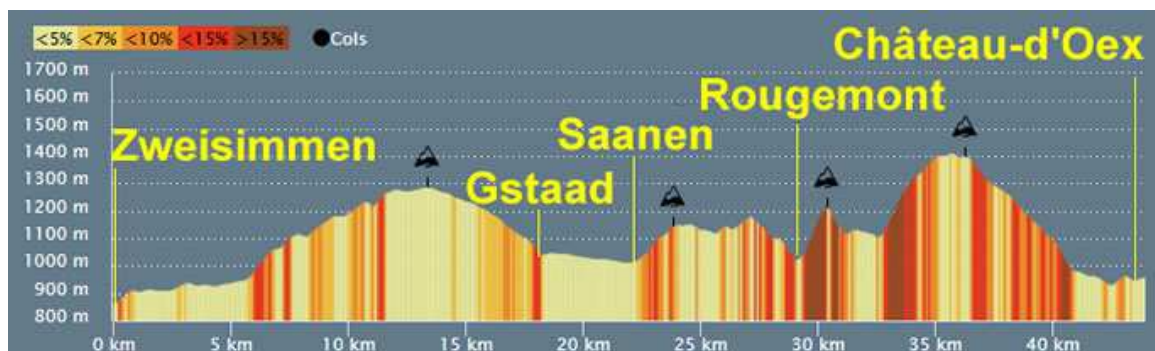 <5% <7% <10% <15% >15% Cols
Château-d'Oex
Rougemont
Saanen
Zweisimmen
Gstaad
1700 m
1600 m
1500 m
1400 m
1300 m
1200 m
1100 m
1000 m
900 m
800 m
0 km 5 km 10 km 15 km 20 km 25 km 30 km 35 km 40 km